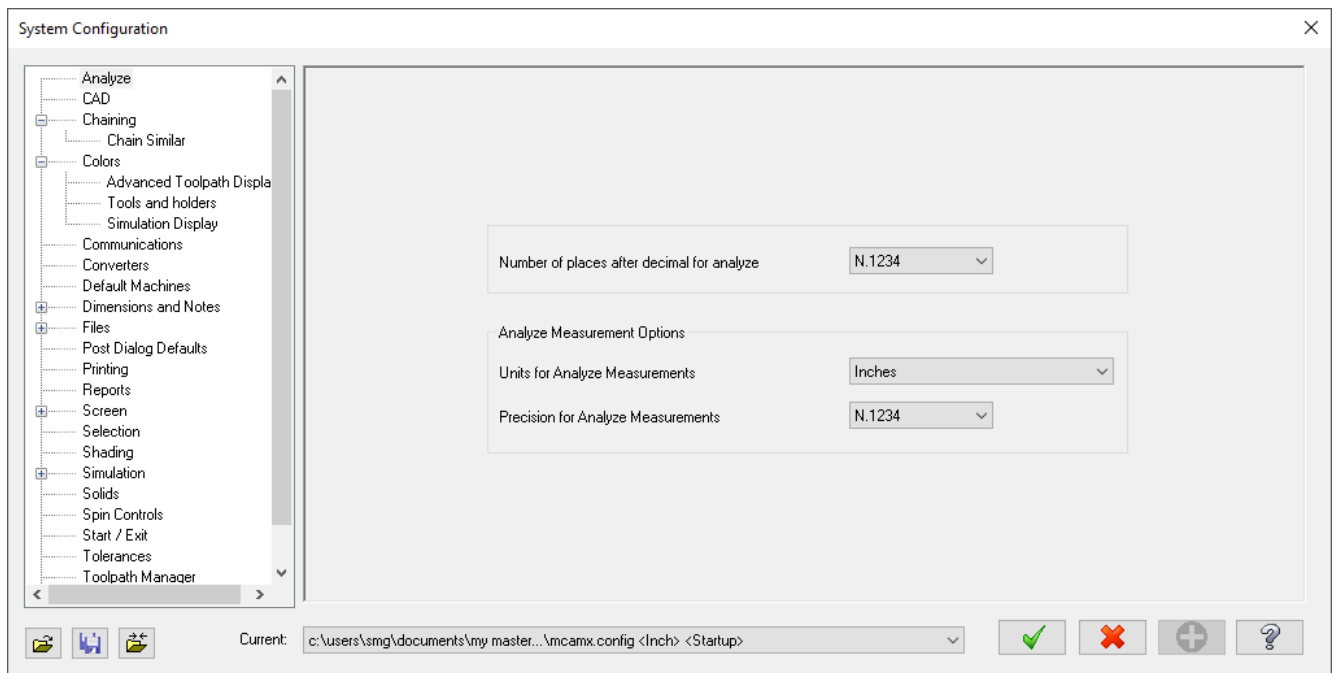 System Configuration
Analyze
CAD
Chaining
Chain Similar
Colors
Advanced Toolpath Displa
Tools and holders
Simulation Display
Communications
Converters
Default Machines
Dimensions and Notes
Files
Post Dialog Defaults
Printing
Reports
Screen
Selection
Shading
Simulation
Solids
Spin Controls
Start / Exit
Tolerances
Toolpath Manager
Number of places after decimal for analyze N.1234
Analyze Measurement Options
Units for Analyze Measurements Inches
Precision for Analyze Measurements N.1234
Current: c:\users\smg\documents\my master...\mcamx.config <Inch> <Startup>